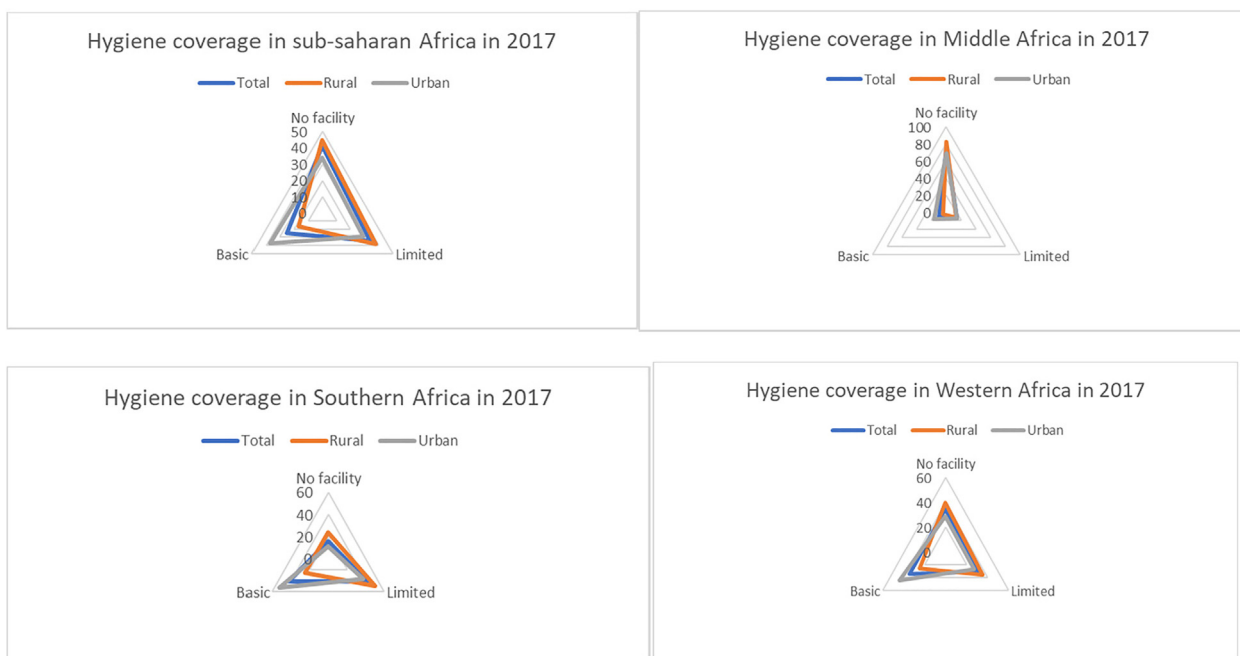 Hygiene coverage in sub-saharan Africa in 2017
Total Rural Urban
No facility
50
40
30
20
10
0
Basic Limited
Hygiene coverage in Middle Africa in 2017
Total Rural Urban
No facility
100
80
60
40
20
0
Basic Limited
Hygiene coverage in Southern Africa in 2017
Total Rural Urban
No facility
60
40
20
0
Basic Limited
Hygiene coverage in Western Africa in 2017
Total Rural Urban
No facility
60
40
20
0
Basic Limited